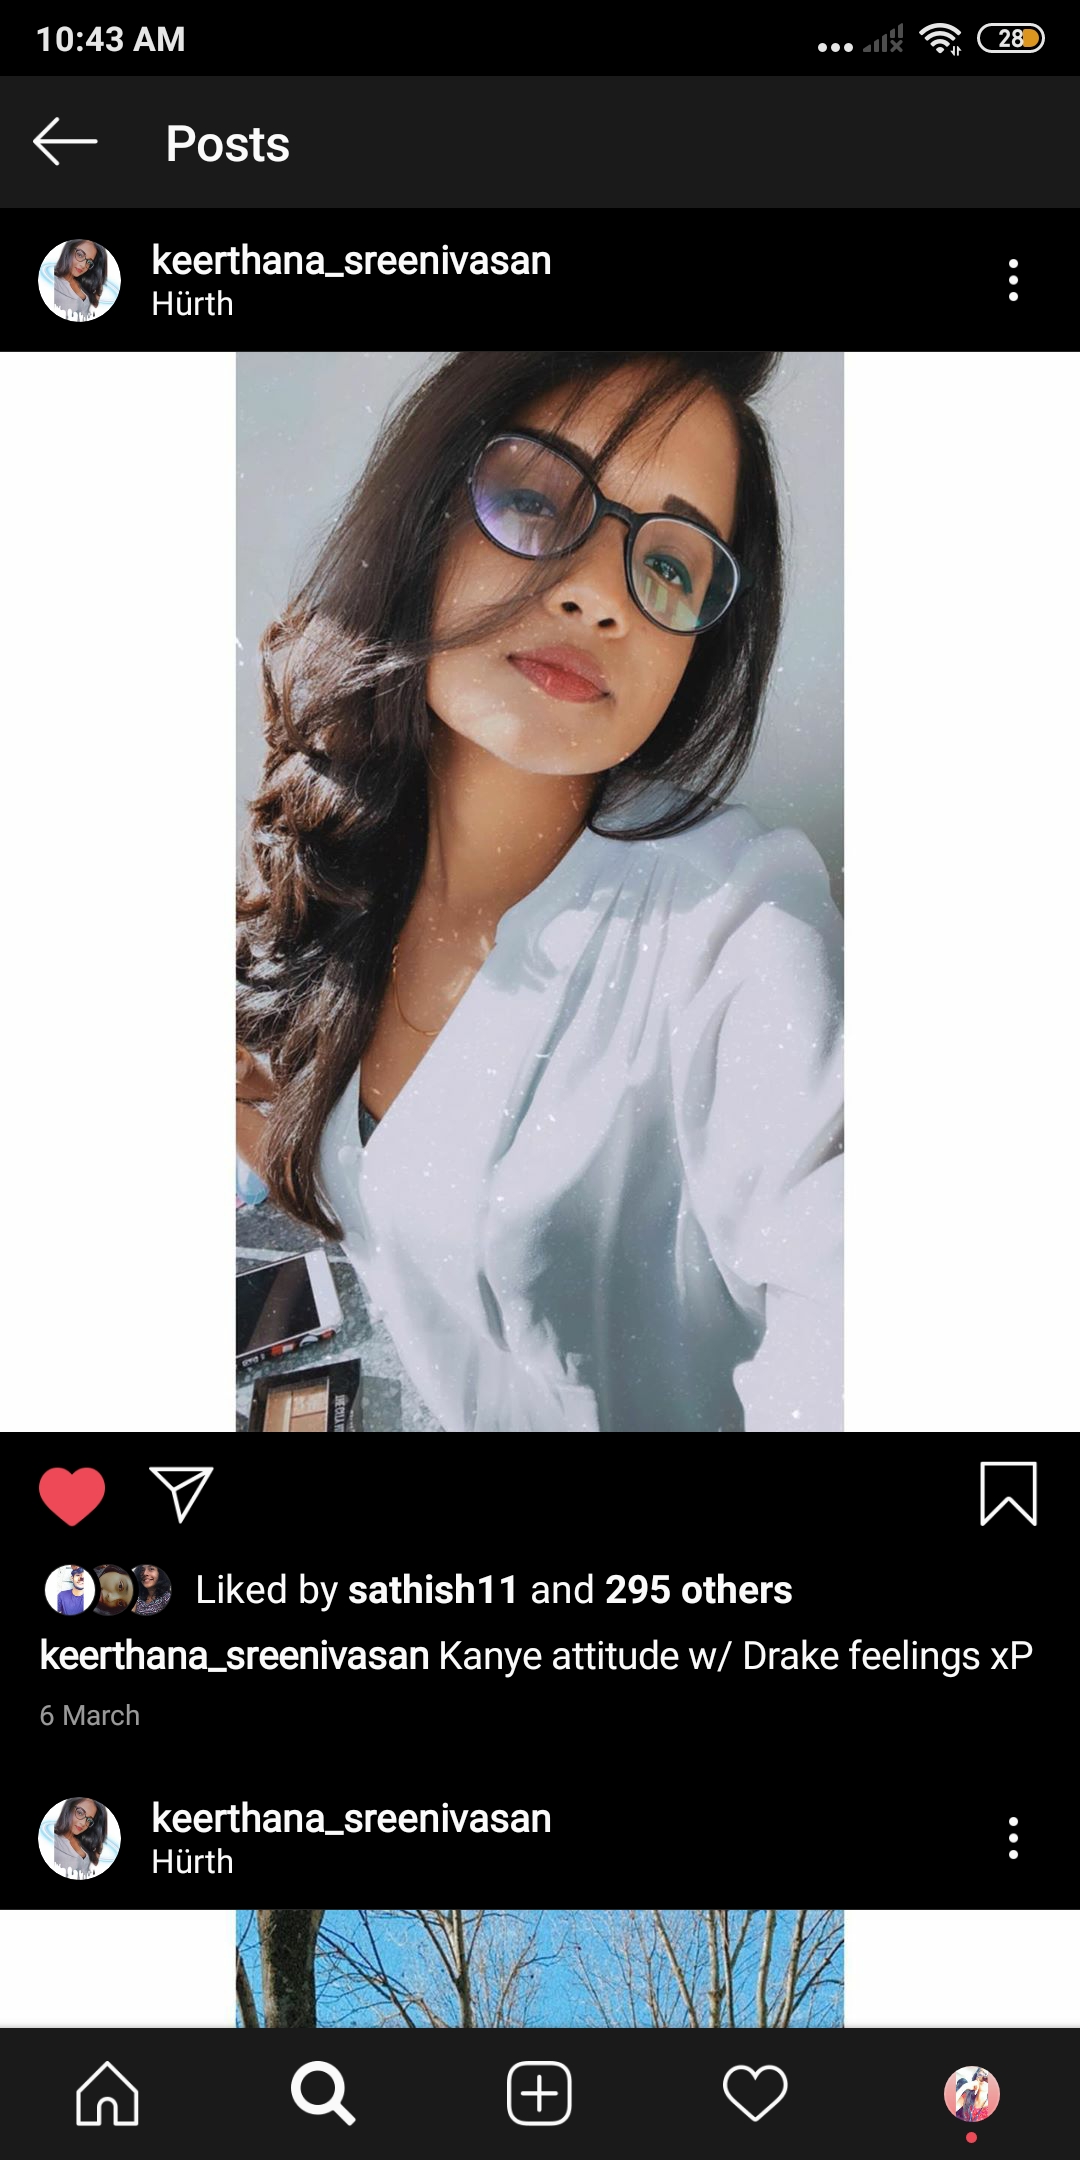 10:43 AM
28
Posts
keerthana_sreenivasan
Hürth
Liked by sathish11 and 295 others
keerthana_sreenivasan Kanye attitude w/ Drake feelings xP
6 March
keerthana_sreenivasan
Hürth